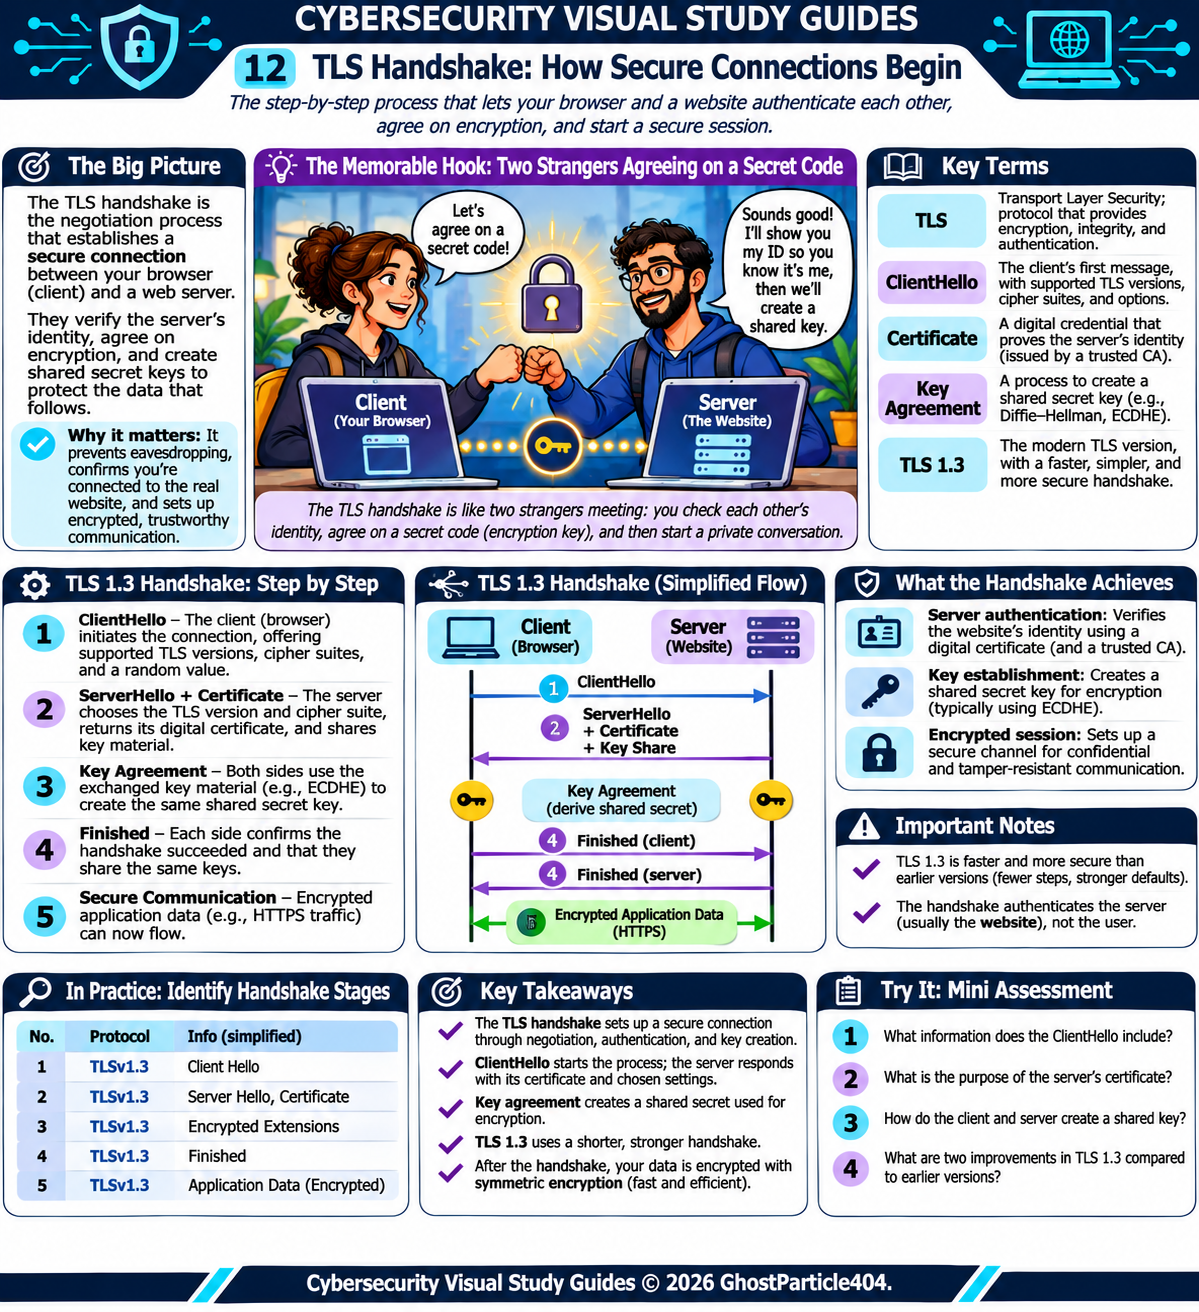 CYBERSECURITY VISUAL STUDY GUIDES
12 TLS Handshake: How Secure Connections Begin
The step-by-step process that lets your browser and a website authenticate each other,
agree on encryption, and start a secure session.
The Big Picture
The TLS handshake is
the negotiation process
that establishes a
secure connection
between your browser
(client) and a web server.
They verify the server's
identity, agree on
encryption, and create
shared secret keys to
protect the data that
follows.
Why it matters: It
prevents eavesdropping,
confirms you're
connected to the real
website, and sets up
encrypted, trustworthy
communication.
The Memorable Hook: Two Strangers Agreeing on a Secret Code
Let's
agree on a
secret code!
Sounds good!
I'll show you
my ID so you
know it's me,
then we'll
create a
shared key.
Client
(Your Browser)
Server
(The Website)
The TLS handshake is like two strangers meeting: you check each other's
identity, agree on a secret code (encryption key), and then start a private conversation.
Key Terms
TLS
Transport Layer Security;
protocol that provides
encryption, integrity, and
authentication.
ClientHello
The client's first message,
with supported TLS versions,
cipher suites, and options.
Certificate
A digital credential that
proves the server's identity
(issued by a trusted CA).
Key
Agreement
A process to create a
shared secret key (e.g.,
Diffie–Hellman, ECDHE).
TLS 1.3
The modern TLS version,
with a faster, simpler, and
more secure handshake.
TLS 1.3 Handshake: Step by Step
1 ClientHello – The client (browser)
initiates the connection, offering
supported TLS versions, cipher suites,
and a random value.
2 ServerHello + Certificate – The server
chooses the TLS version and cipher suite,
returns its digital certificate, and shares
key material.
3 Key Agreement – Both sides use the
exchanged key material (e.g., ECDHE) to
create the same shared secret key.
4 Finished – Each side confirms the
handshake succeeded and that they
share the same keys.
5 Secure Communication – Encrypted
application data (e.g., HTTPS traffic)
can now flow.
TLS 1.3 Handshake (Simplified Flow)
Client
(Browser)
Server
(Website)
1 ClientHello
2 ServerHello
+ Certificate
+ Key Share
Key Agreement
(derive shared secret)
4 Finished (client)
4 Finished (server)
Encrypted Application Data
(HTTPS)
What the Handshake Achieves
Server authentication: Verifies
the website's identity using a
digital certificate (and a trusted CA).
Key establishment: Creates a
shared secret key for encryption
(typically using ECDHE).
Encrypted session: Sets up a
secure channel for confidential
and tamper-resistant communication.
Important Notes
TLS 1.3 is faster and more secure than
earlier versions (fewer steps, stronger defaults).
The handshake authenticates the server
(usually the website), not the user.
In Practice: Identify Handshake Stages
No. Protocol Info (simplified)
1 TLSv1.3 Client Hello
2 TLSv1.3 Server Hello, Certificate
3 TLSv1.3 Encrypted Extensions
4 TLSv1.3 Finished
5 TLSv1.3 Application Data (Encrypted)
Key Takeaways
The TLS handshake sets up a secure connection
through negotiation, authentication, and key creation.
ClientHello starts the process; the server responds
with its certificate and chosen settings.
Key agreement creates a shared secret used for
encryption.
TLS 1.3 uses a shorter, stronger handshake.
After the handshake, your data is encrypted with
symmetric encryption (fast and efficient).
Try It: Mini Assessment
1 What information does the ClientHello include?
2 What is the purpose of the server's certificate?
3 How do the client and server create a shared key?
4 What are two improvements in TLS 1.3 compared
to earlier versions?
Cybersecurity Visual Study Guides © 2026 GhostParticle404.